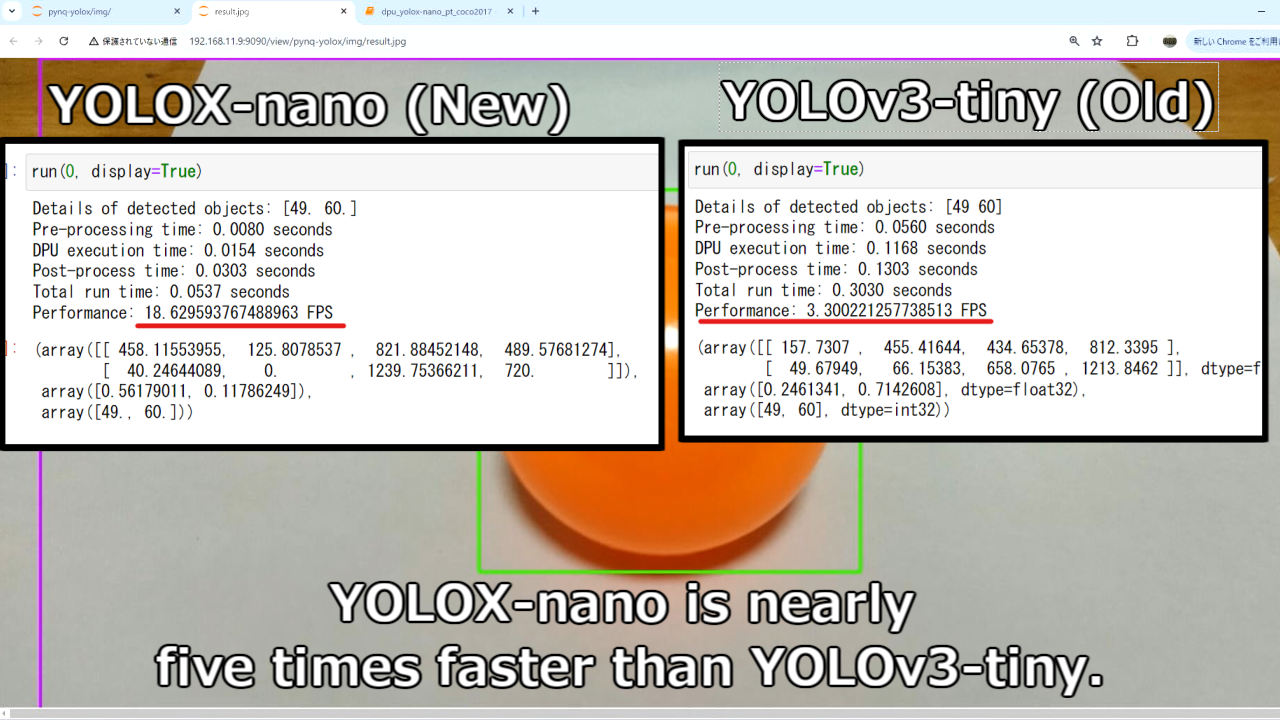 pynq-yolox/img/
result.jpg
dpu_yolox-nano_pt_coco2017
保護されていない通信
192.168.11.9:9090/view/pynq-yolox/img/result.jpg
新しい Chrome をご利用
YOLOX-nano (New)
]: run(0, display=True)
Details of detected objects: [49. 60.]
Pre-processing time: 0.0080 seconds
DPU execution time: 0.0154 seconds
Post-process time: 0.0303 seconds
Total run time: 0.0537 seconds
Performance: 18.629593767488963 FPS
]: (array([[ 458.11553955, 125.8078537 , 821.88452148, 489.57681274],
[ 40.24644089, 0. , 1239.75366211, 720. ]]),
array([0.56179011, 0.11786249]),
array([49., 60.]))
YOLOv3-tiny (Old)
run(0, display=True)
Details of detected objects: [49 60]
Pre-processing time: 0.0560 seconds
DPU execution time: 0.1168 seconds
Post-process time: 0.1303 seconds
Total run time: 0.3030 seconds
Performance: 3.300221257738513 FPS
(array([[ 157.7307 , 455.41644, 434.65378, 812.3395 ],
[ 49.67949, 66.15383, 658.0765 , 1213.8462 ]], dtype=f
array([0.2461341, 0.7142608], dtype=float32),
array([49, 60], dtype=int32))
YOLOX-nano is nearly
five times faster than YOLOv3-tiny.